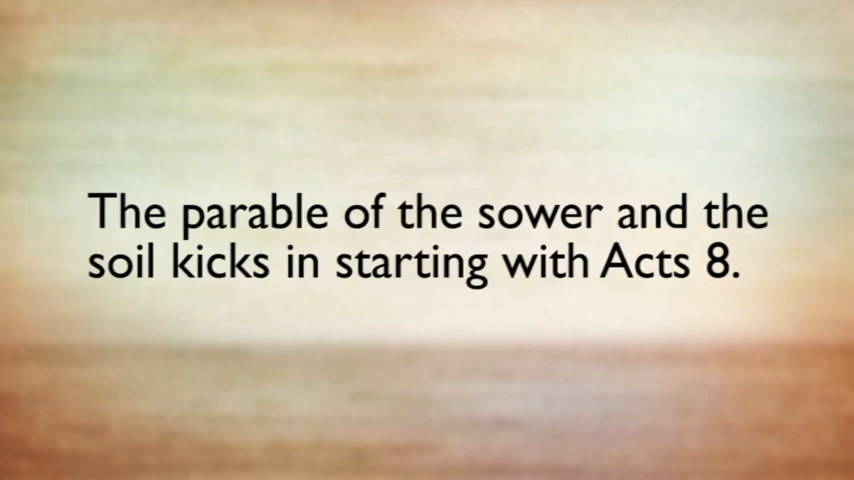 The parable of the sower and the
soil kicks in starting with Acts 8.